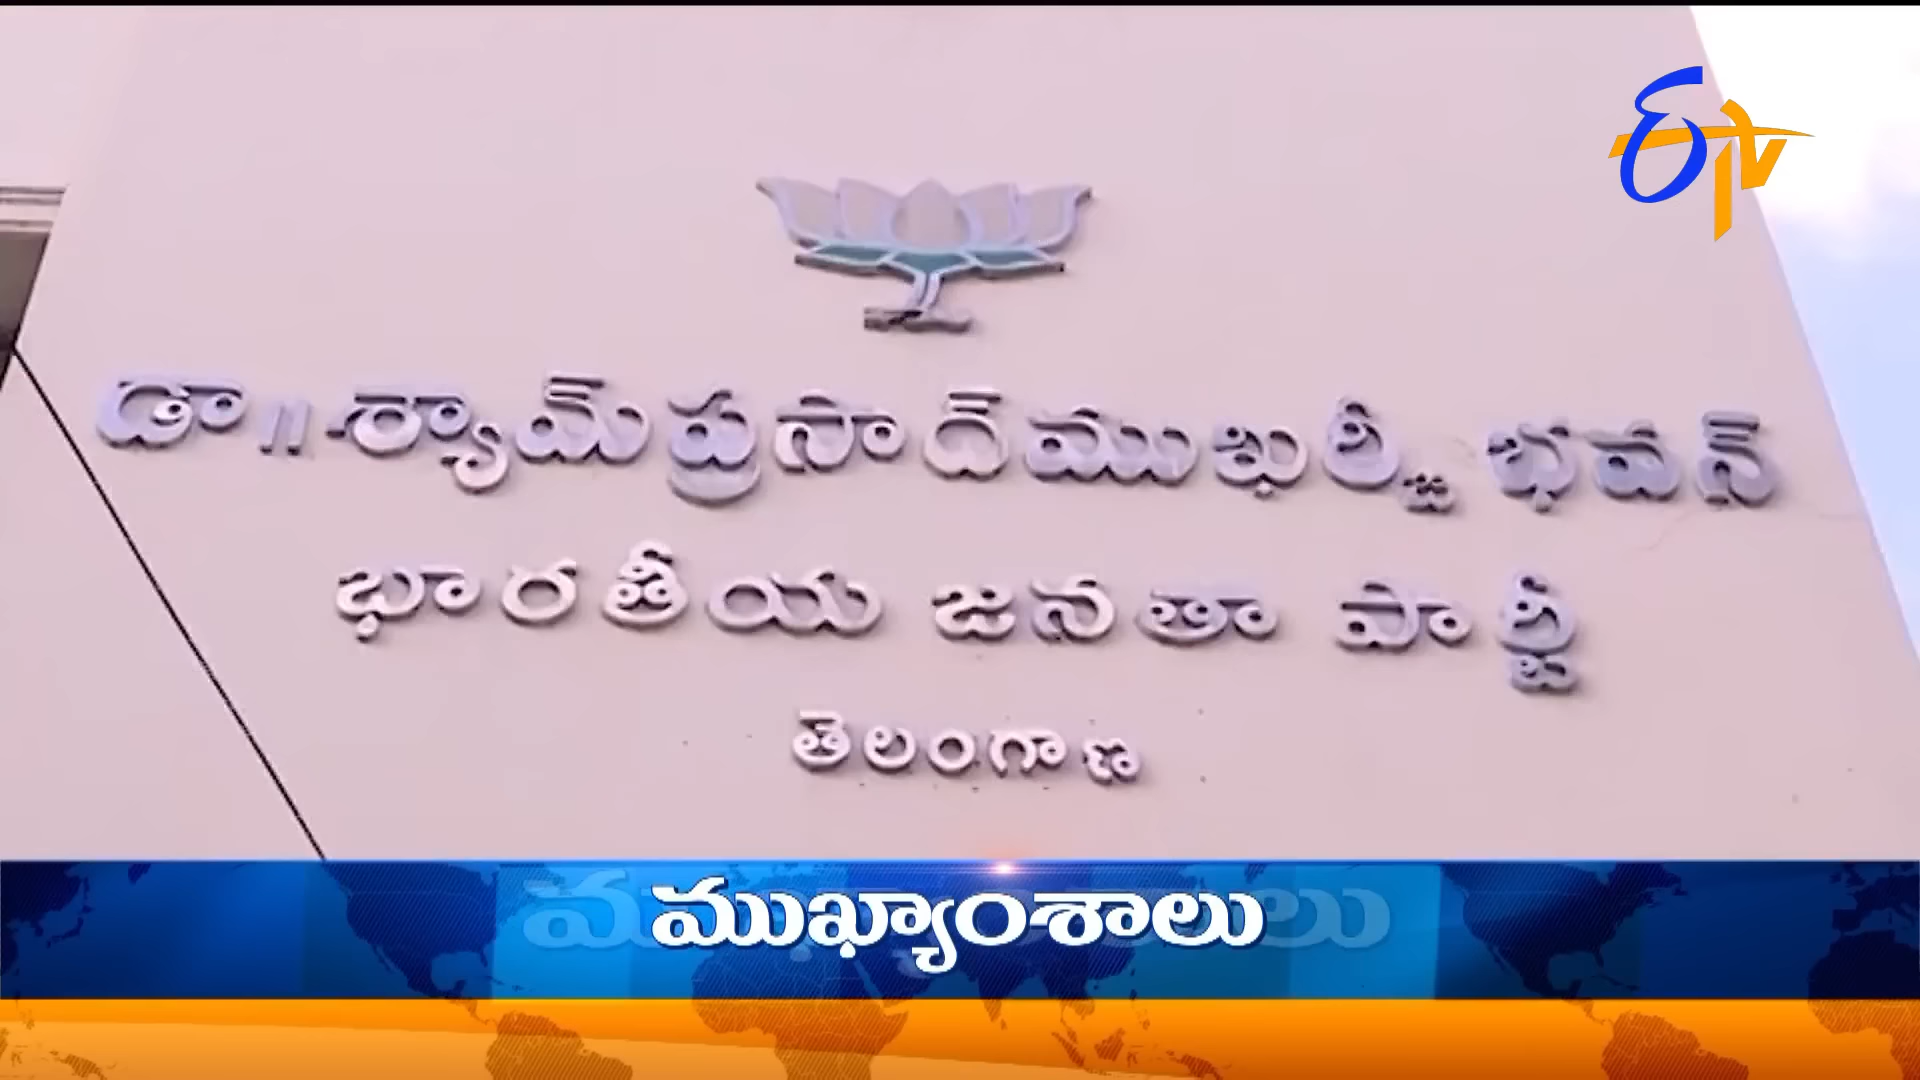 ETV
డా॥ శ్యామ్ ప్రసాద్ ముఖర్జీ భవన్
భారతీయ జనతా పార్టీ
తెలంగాణ
ముఖ్యాంశాలు